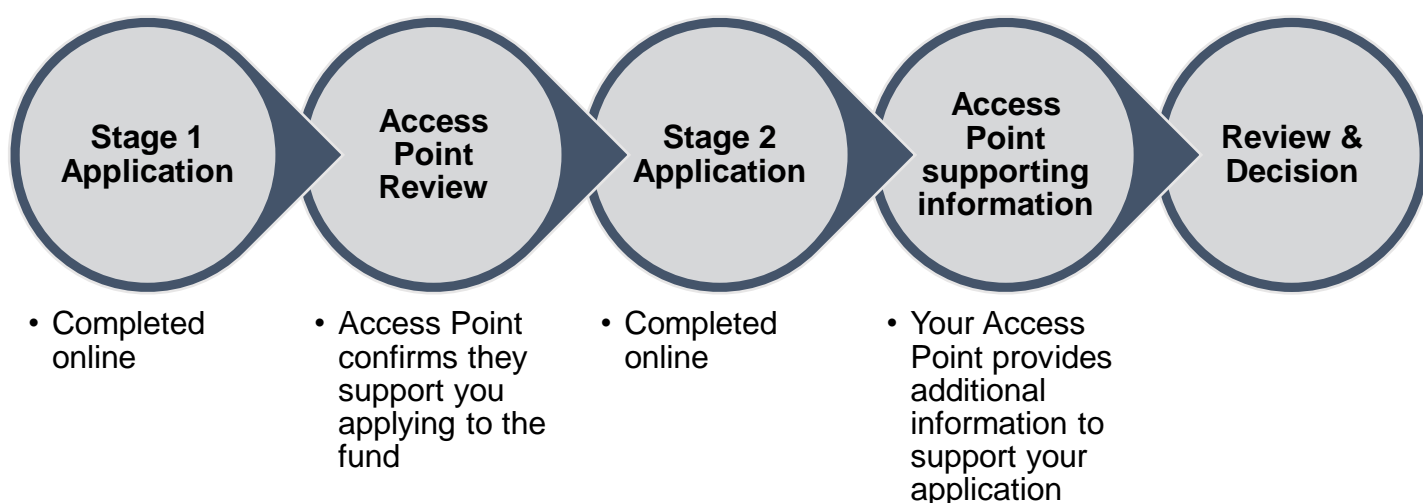 Stage 1
Application
Access
Point
Review
Stage 2
Application
Access
Point
supporting
information
Review &
Decision
• Completed
online
• Access Point
confirms they
support you
applying to the
fund
• Completed
online
• Your Access
Point provides
additional
information to
support your
application